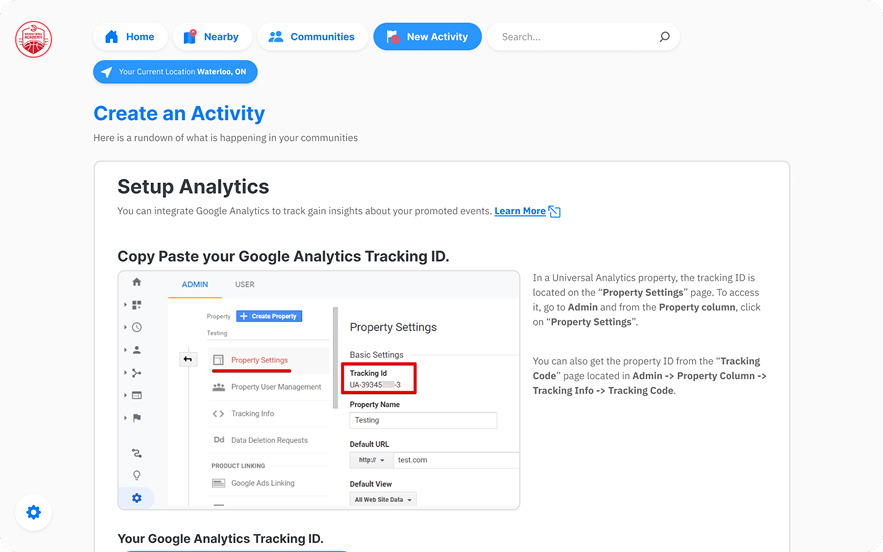 Home
Nearby
Communities
New Activity
Search...
Your Current Location Waterloo, ON
Create an Activity
Here is a rundown of what is happening in your communities
Setup Analytics
You can integrate Google Analytics to track gain insights about your promoted events. Learn More
Copy Paste your Google Analytics Tracking ID.
ADMIN USER
Property + Create Property
Testing
Property Settings
Property User Management
Tracking Info
Dd Data Deletion Requests
PRODUCT LINKING
Google Ads Linking
Property Settings
Basic Settings
Tracking Id
UA-39345 -3
Property Name
Testing
Default URL
http:// test.com
Default View
All Web Site Data
In a Universal Analytics property, the tracking ID is
located on the “Property Settings” page. To access
it, go to Admin and from the Property column, click
on “Property Settings”.
You can also get the property ID from the “Tracking
Code” page located in Admin -> Property Column ->
Tracking Info -> Tracking Code.
Your Google Analytics Tracking ID.